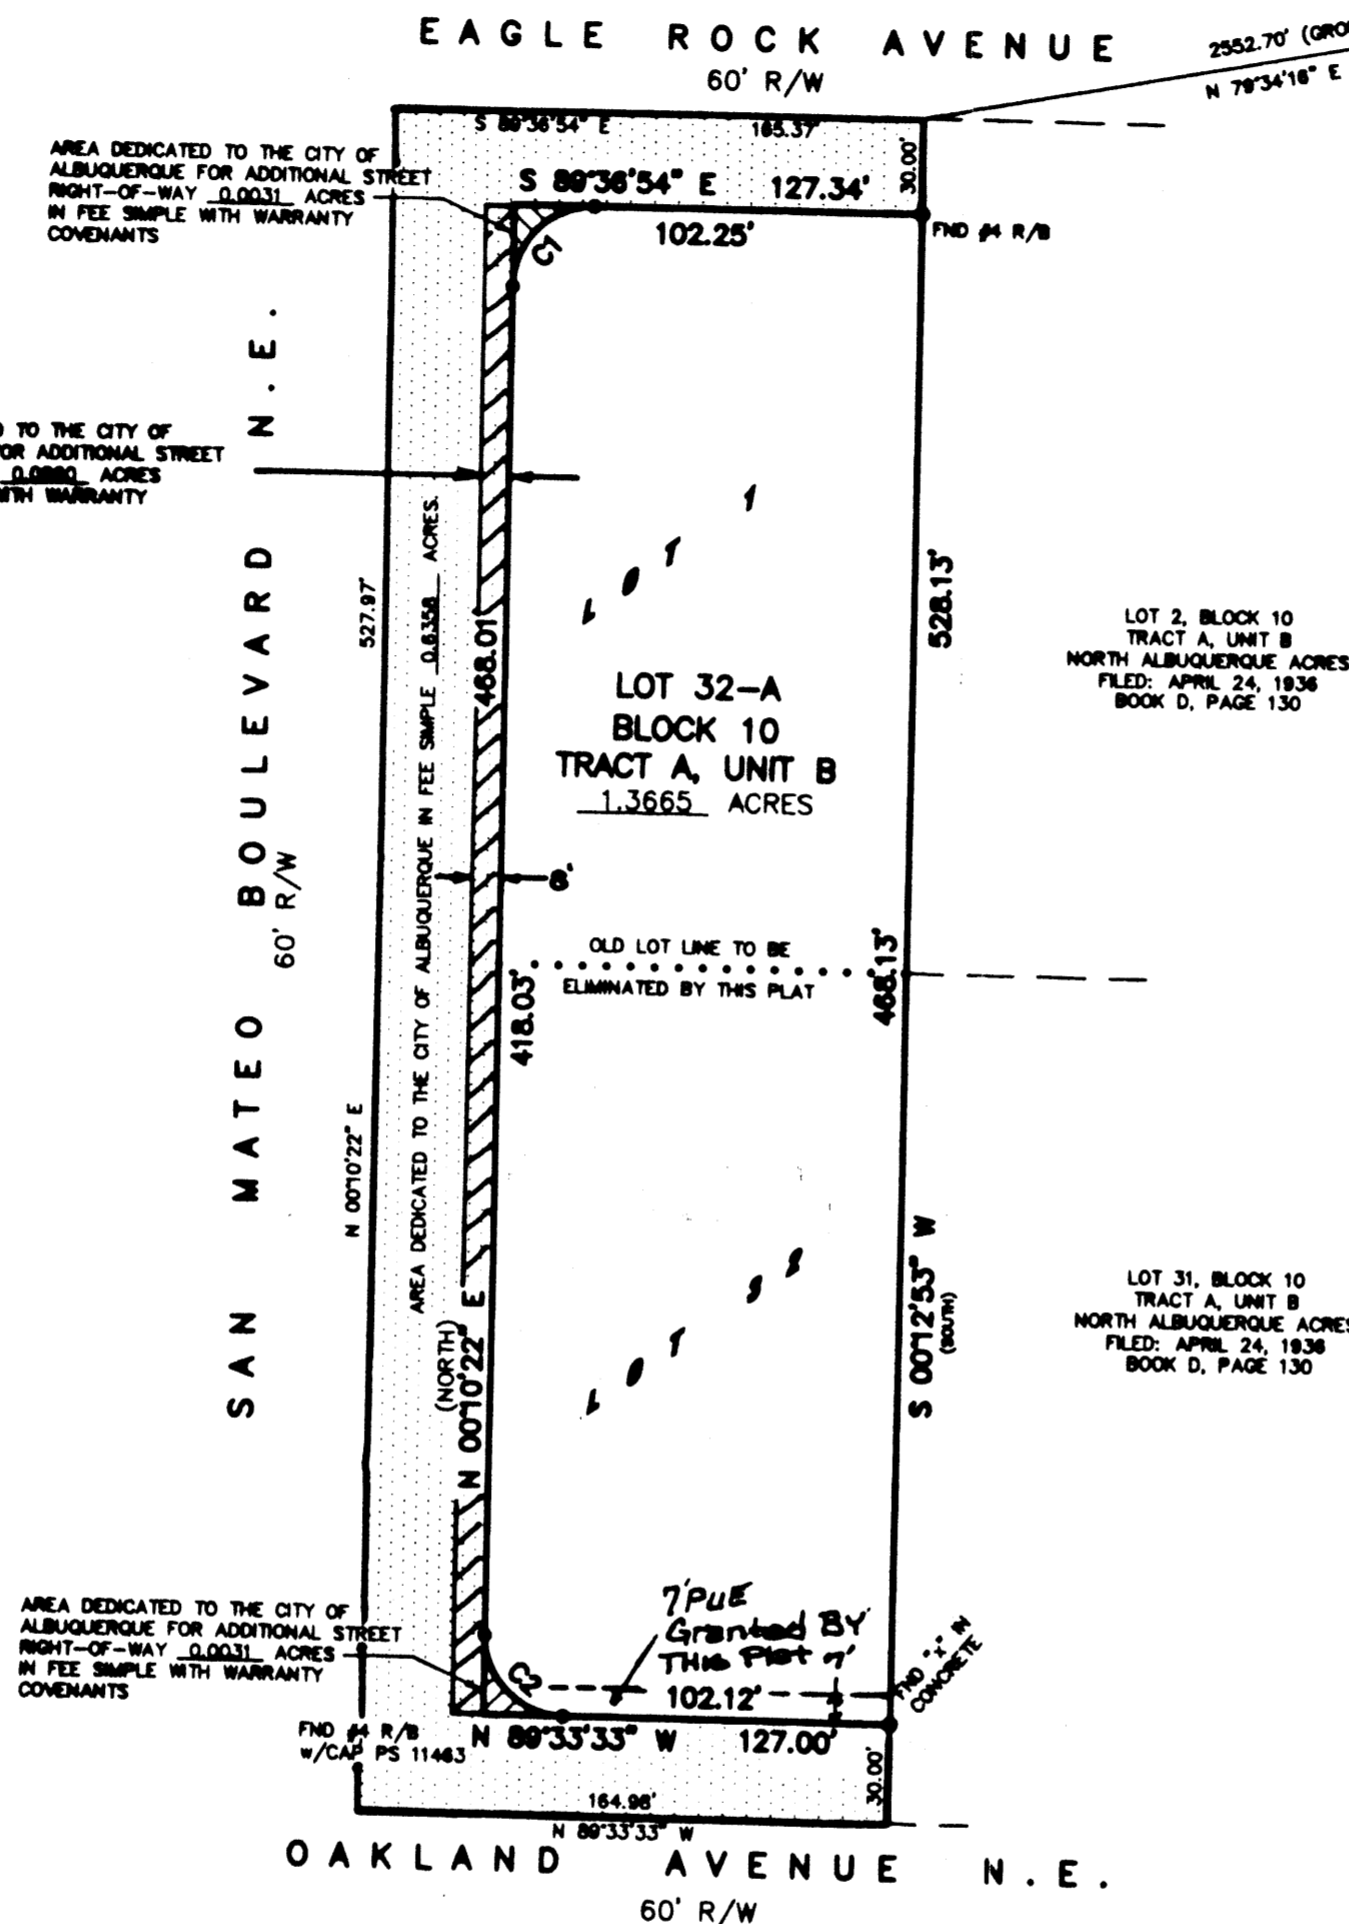 EAGLE ROCK AVENUE
60' R/W
2552.70' (GRO
N 79°34'16" E
S 89°36'54" E 165.37'
30.00'
S 89°36'54" E 127.34'
102.25'
FND #4 R/B
C1
AREA DEDICATED TO THE CITY OF
ALBUQUERQUE FOR ADDITIONAL STREET
RIGHT-OF-WAY 0.0031 ACRES
IN FEE SIMPLE WITH WARRANTY
COVENANTS
TO THE CITY OF
FOR ADDITIONAL STREET
ACRES
WITH WARRANTY
SAN MATEO BOULEVARD N.E.
60' R/W
527.97'
N 00°10'22" E
AREA DEDICATED TO THE CITY OF ALBUQUERQUE IN FEE SIMPLE 0.6358 ACRES.
468.01'
N 00°10'22" E
(NORTH)
418.03'
8'
LOT 1
LOT 32-A
BLOCK 10
TRACT A, UNIT B
1.3665 ACRES
OLD LOT LINE TO BE
ELIMINATED BY THIS PLAT
LOT 32
528.13'
468.13'
S 00°12'53" W
(SOUTH)
LOT 2, BLOCK 10
TRACT A, UNIT B
NORTH ALBUQUERQUE ACRES
FILED: APRIL 24, 1936
BOOK D, PAGE 130
LOT 31, BLOCK 10
TRACT A, UNIT B
NORTH ALBUQUERQUE ACRES
FILED: APRIL 24, 1936
BOOK D, PAGE 130
AREA DEDICATED TO THE CITY OF
ALBUQUERQUE FOR ADDITIONAL STREET
RIGHT-OF-WAY 0.0031 ACRES
IN FEE SIMPLE WITH WARRANTY
COVENANTS
7' PUE
Granted BY
THIS Plat 7'
C2
102.12'
FND "X" IN
CONCRETE
FND #4 R/B
W/CAP PS 11463
N 89°33'33" W 127.00'
30.00'
164.98'
N 89°33'33" W
OAKLAND AVENUE N.E.
60' R/W